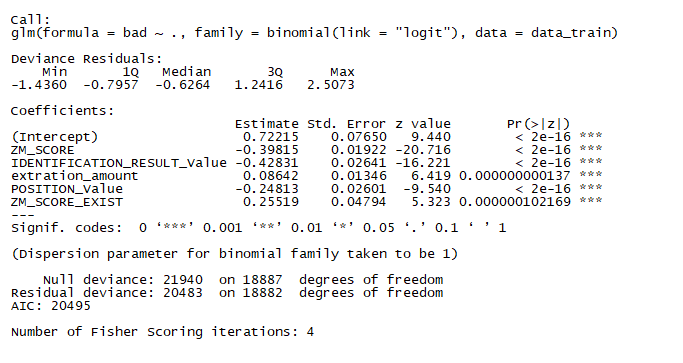 Call:
glm(formula = bad ~ ., family = binomial(link = "logit"), data = data_train)
Deviance Residuals:
Min 1Q Median 3Q Max
-1.4360 -0.7957 -0.6264 1.2416 2.5073
Coefficients:
Estimate Std. Error z value Pr(>|z|)
(Intercept) 0.72215 0.07650 9.440 < 2e-16 ***
ZM_SCORE -0.39815 0.01922 -20.716 < 2e-16 ***
IDENTIFICATION_RESULT_Value -0.42831 0.02641 -16.221 < 2e-16 ***
extration_amount 0.08642 0.01346 6.419 0.000000000137 ***
POSITION_Value -0.24813 0.02601 -9.540 < 2e-16 ***
ZM_SCORE_EXIST 0.25519 0.04794 5.323 0.000000102169 ***
---
Signif. codes: 0 ‘***’ 0.001 ‘**’ 0.01 ‘*’ 0.05 ‘.’ 0.1 ‘ ’ 1
(Dispersion parameter for binomial family taken to be 1)
Null deviance: 21940 on 18887 degrees of freedom
Residual deviance: 20483 on 18882 degrees of freedom
AIC: 20495
Number of Fisher Scoring iterations: 4